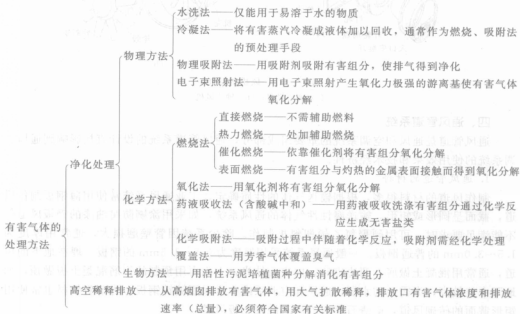 水洗法——仅能用于易溶于水的物质
冷凝法——将有害蒸汽冷凝成液体加以回收，通常作为燃烧、吸附法
的预处理手段
物理方法
物理吸附法——用吸附剂吸附有害组分，使排气得到净化
电子束照射法——用电子束照射产生氧化力极强的游离基使有害气体
氧化分解
直接燃烧——不需辅助燃料
热力燃烧——处加辅助燃烧
燃烧法
催化燃烧——依靠催化剂将有害组分氧化分解
净化处理
表面燃烧——有害组分与灼热的金属表面接触而得到氧化分解
氧化法——用氧化剂将有害组分氧化分解
化学方法
药液吸收法（含酸碱中和）——用药液吸收洗涤有害组分通过化学反
应生成无害盐类
有害气体的
处理方法
化学吸附法——吸附过程中伴随着化学反应，吸附剂需经化学处理
覆盖法——用芳香气体覆盖臭气
生物方法——用活性污泥培植菌种分解消化有害组分
高空稀释排放——从高烟囱排放有害气体，用大气扩散稀释，排放口有害气体浓度和排放
速率（总量），必须符合国家有关标准